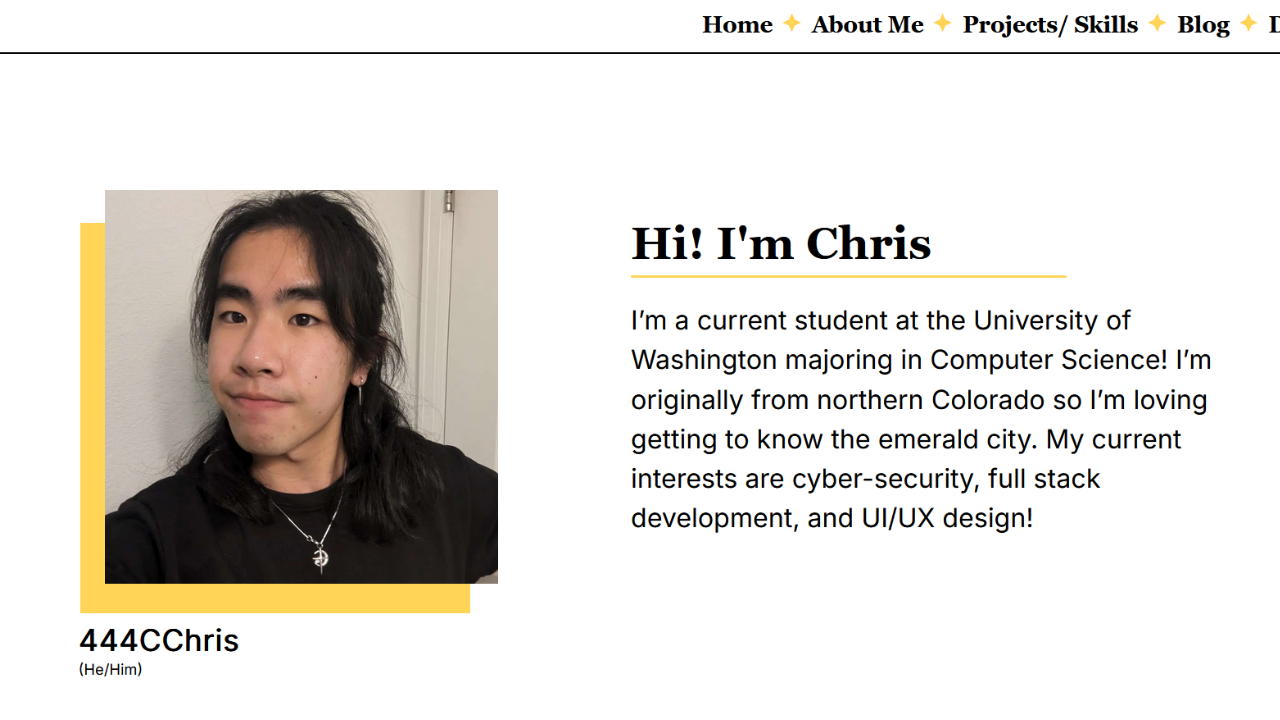 Home ✦ About Me ✦ Projects/ Skills ✦ Blog ✦
Hi! I'm Chris
I’m a current student at the University of
Washington majoring in Computer Science! I’m
originally from northern Colorado so I’m loving
getting to know the emerald city. My current
interests are cyber-security, full stack
development, and UI/UX design!
444CChris
(He/Him)